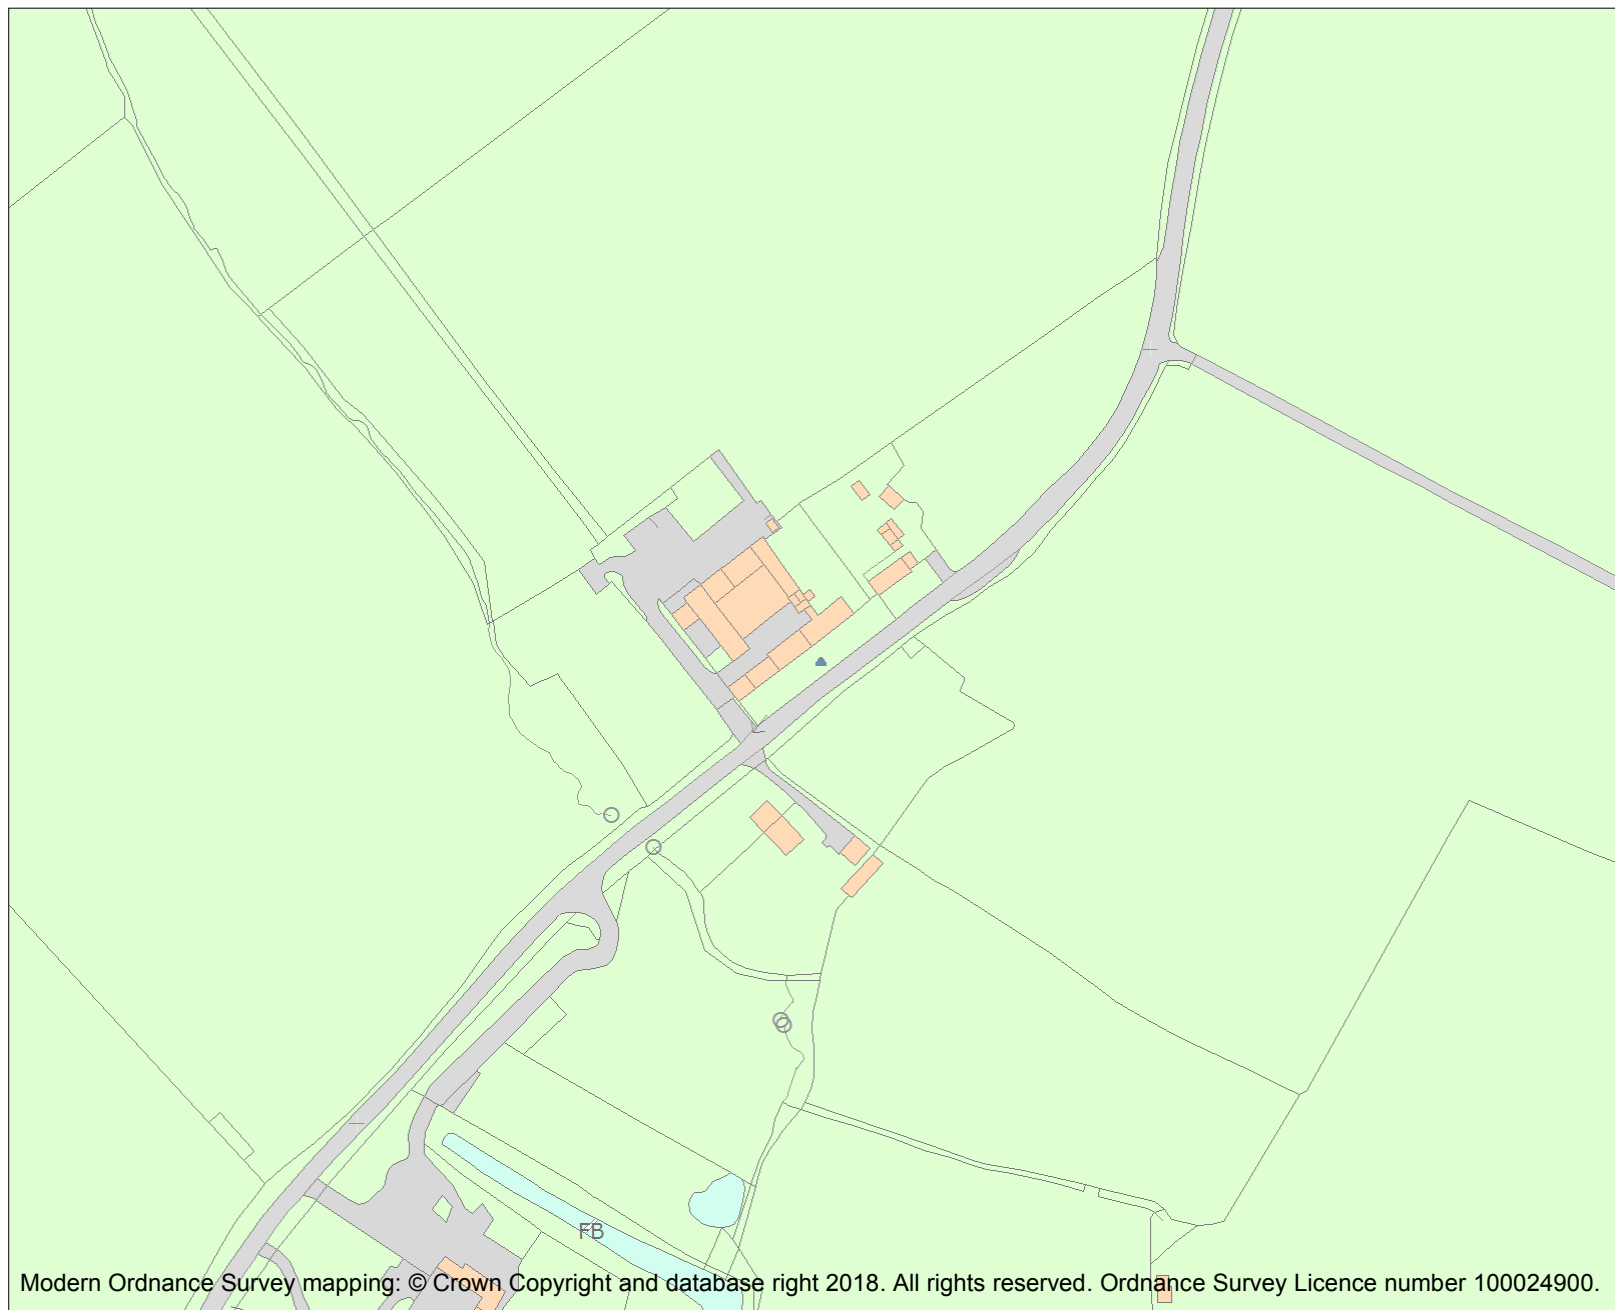 FB
Modern Ordnance Survey mapping: © Crown Copyright and database right 2018. All rights reserved. Ordnance Survey Licence number 100024900.